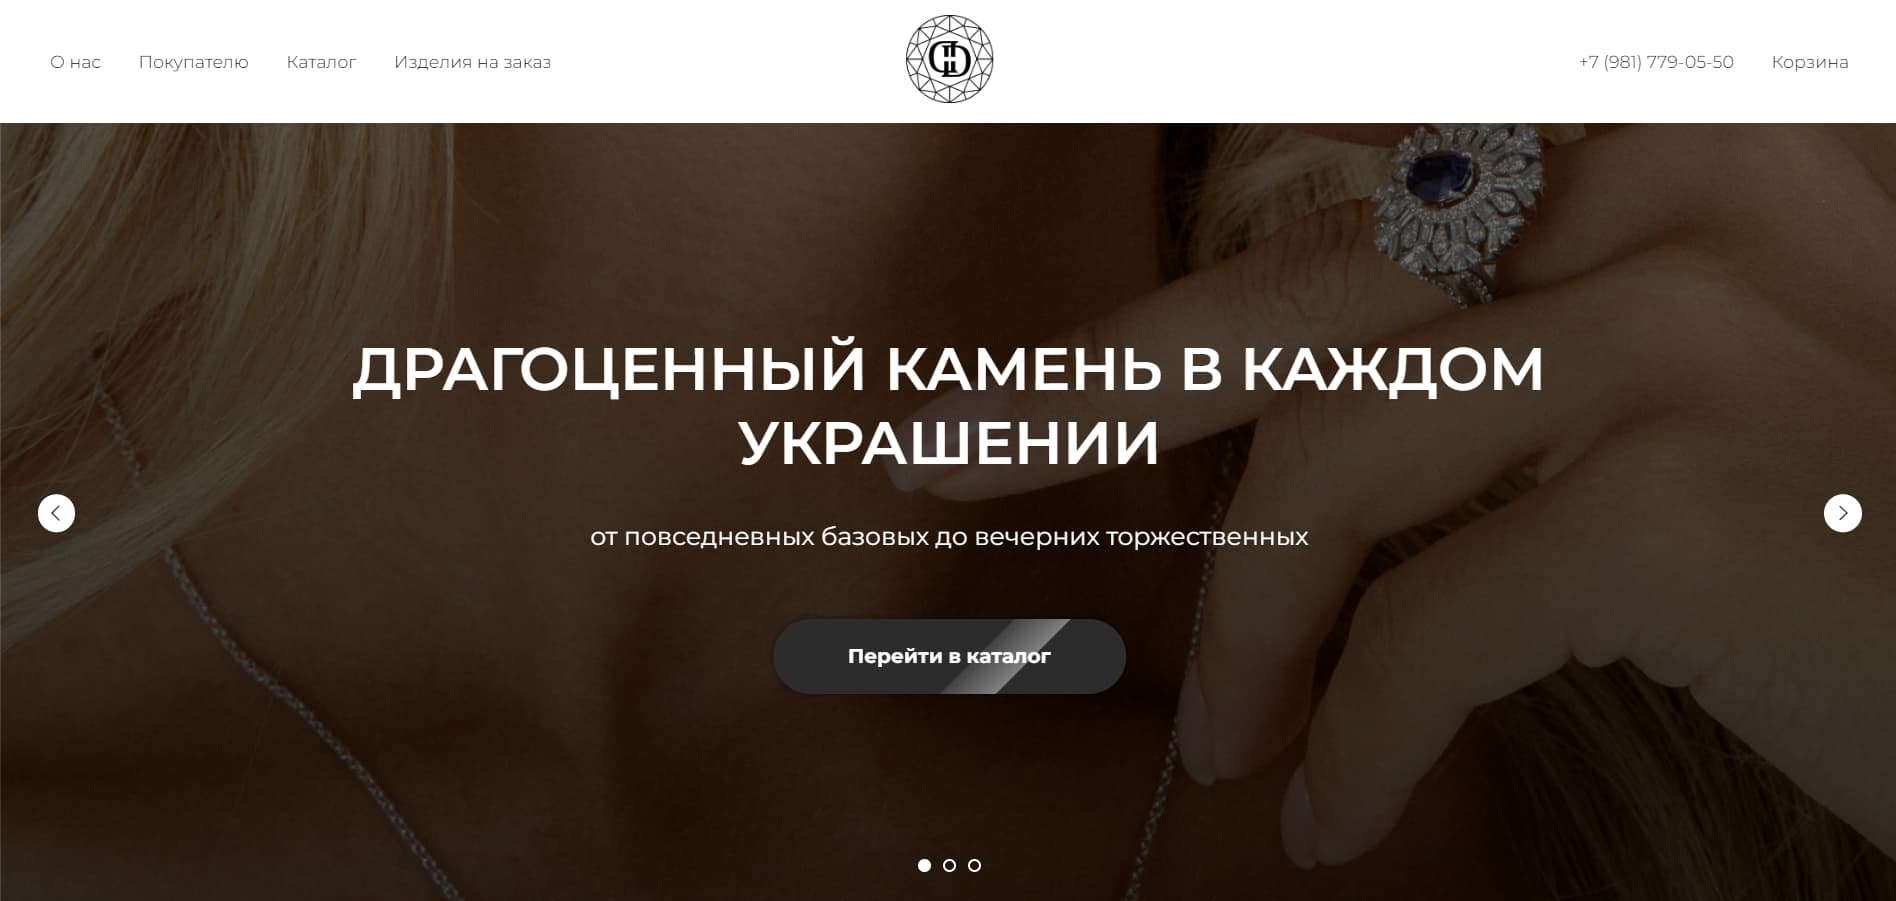 О нас Покупателю Каталог Изделия на заказ +7 (981) 779-05-50 Корзина
ДРАГОЦЕННЫЙ КАМЕНЬ В КАЖДОМ
УКРАШЕНИИ
от повседневных базовых до вечерних торжественных
Перейти в каталог